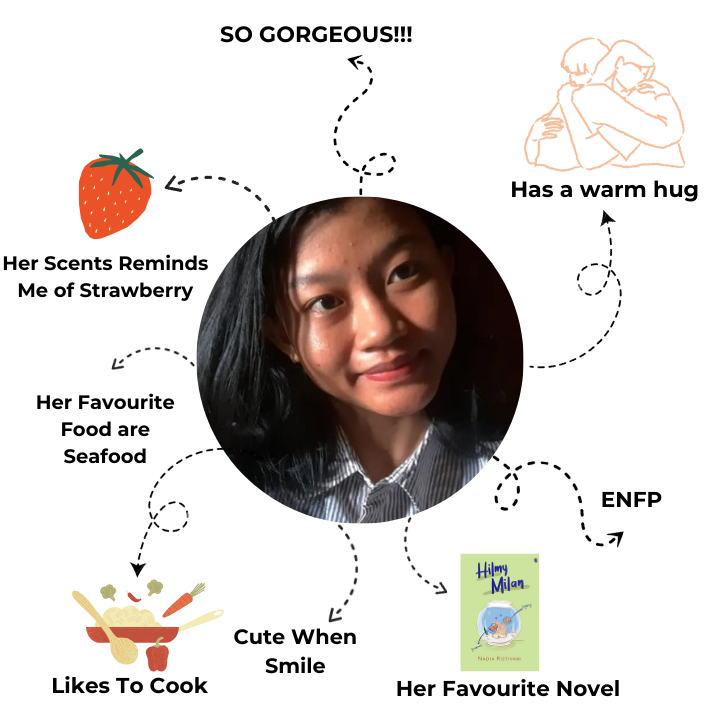 SO GORGEOUS!!!
Has a warm hug
Her Scents Reminds
Me of Strawberry
Her Favourite
Food are
Seafood
ENFP
Hilmy
Milan
Nadia Ristivani
Cute When
Smile
Likes To Cook
Her Favourite Novel